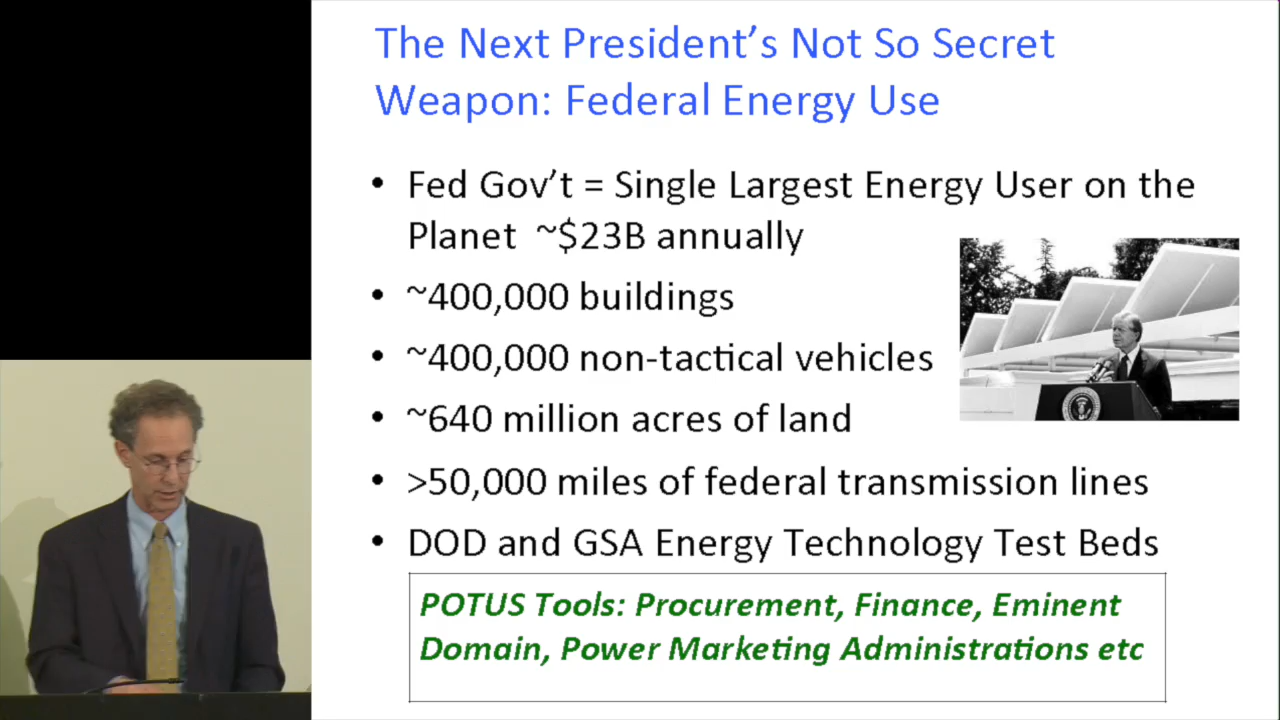 The Next President's Not So Secret
Weapon: Federal Energy Use
• Fed Gov't = Single Largest Energy User on the
Planet ~$23B annually
• ~400,000 buildings
• ~400,000 non-tactical vehicles
• ~640 million acres of land
• >50,000 miles of federal transmission lines
• DOD and GSA Energy Technology Test Beds
POTUS Tools: Procurement, Finance, Eminent
Domain, Power Marketing Administrations etc